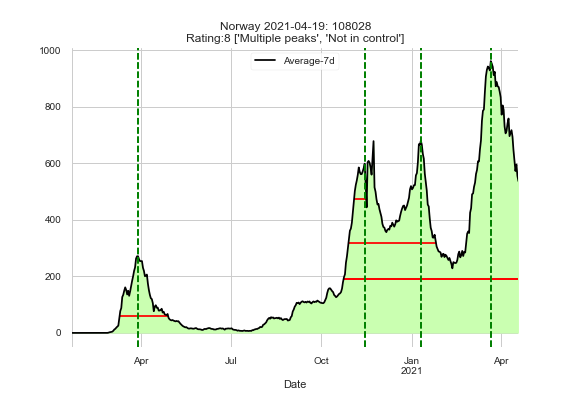 Norway 2021-04-19: 108028
Rating:8 ['Multiple peaks', 'Not in control']
Average-7d
1000
800
600
400
200
0
Apr
Jul
Oct
Jan
2021
Apr
Date